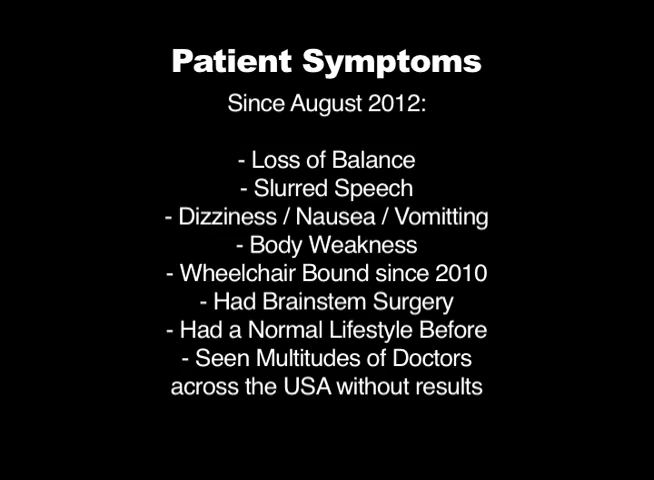 Patient Symptoms
Since August 2012:
- Loss of Balance
- Slurred Speech
- Dizziness / Nausea / Vomitting
- Body Weakness
- Wheelchair Bound since 2010
- Had Brainstem Surgery
- Had a Normal Lifestyle Before
- Seen Multitudes of Doctors
across the USA without results